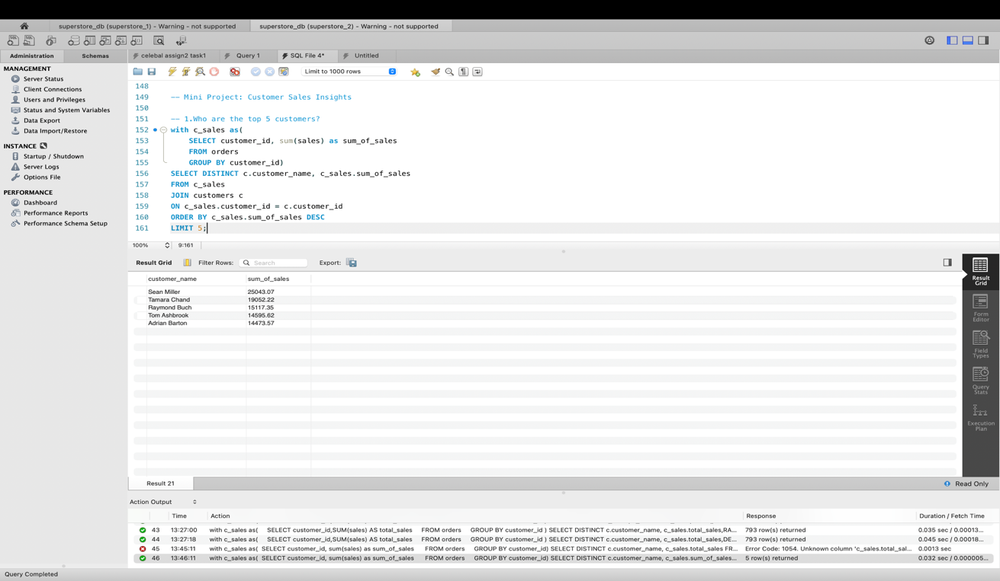 superstore_db (superstore_1) - Warning - not supported
superstore_db (superstore_2) - Warning - not supported
Administration
Schemas
celebal assign2 task1
Query 1
SQL File 4*
Untitled
MANAGEMENT
Server Status
Client Connections
Users and Privileges
Status and System Variables
Data Export
Data Import/Restore
INSTANCE
Startup / Shutdown
Server Logs
Options File
PERFORMANCE
Dashboard
Performance Reports
Performance Schema Setup
Limit to 1000 rows
148
149 -- Mini Project: Customer Sales Insights
150
151 -- 1.Who are the top 5 customers?
152 with c_sales as(
153 SELECT customer_id, sum(sales) as sum_of_sales
154 FROM orders
155 GROUP BY customer_id)
156 SELECT DISTINCT c.customer_name, c_sales.sum_of_sales
157 FROM c_sales
158 JOIN customers c
159 ON c_sales.customer_id = c.customer_id
160 ORDER BY c_sales.sum_of_sales DESC
161 LIMIT 5;
100% 9:161
Result Grid Filter Rows: Search Export:
customer_name sum_of_sales
Sean Miller 25043.07
Tamara Chand 19052.22
Raymond Buch 15117.35
Tom Ashbrook 14595.62
Adrian Barton 14473.57
Result
Grid
Form
Editor
Field
Types
Query
Stats
Execution
Plan
Result 21
Read Only
Action Output
Time Action Response Duration / Fetch Time
43 13:27:00 with c_sales as( SELECT customer_id,SUM(sales) AS total_sales FROM orders GROUP BY customer_id ) SELECT DISTINCT c.customer_name, c_sales.total_sales,RA... 793 row(s) returned 0.035 sec / 0.00013...
44 13:27:18 with c_sales as( SELECT customer_id,SUM(sales) AS total_sales FROM orders GROUP BY customer_id ) SELECT DISTINCT c.customer_name, c_sales.total_sales,DE... 793 row(s) returned 0.045 sec / 0.00018...
45 13:45:11 with c_sales as( SELECT customer_id, sum(sales) as sum_of_sales FROM orders GROUP BY customer_id) SELECT DISTINCT c.customer_name, c_sales.total_sales FR... Error Code: 1054. Unknown column 'c_sales.total_sal... 0.0013 sec
46 13:46:11 with c_sales as( SELECT customer_id, sum(sales) as sum_of_sales FROM orders GROUP BY customer_id) SELECT DISTINCT c.customer_name, c_sales.sum_of_sales... 5 row(s) returned 0.032 sec / 0.000005...
Query Completed